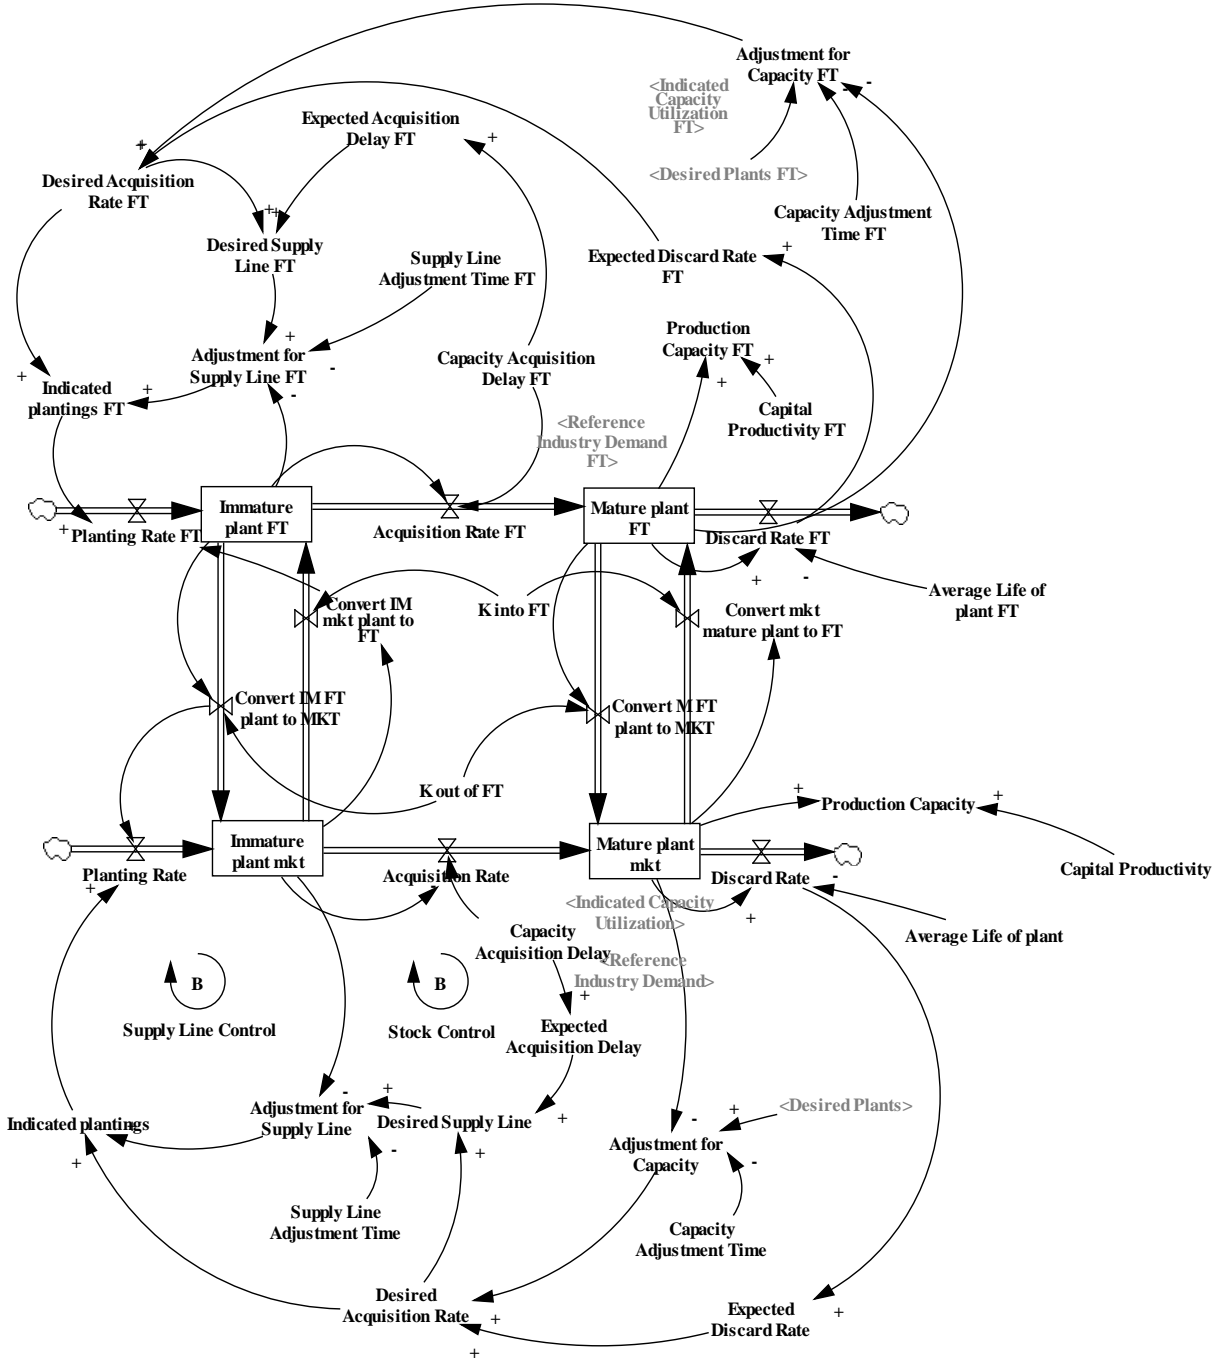 Adjustment for
Capacity FT
<Indicated
Capacity
Utilization
FT>
Expected Acquisition
Delay FT
<Desired Plants FT>
Desired Acquisition
Rate FT
Capacity Adjustment
Time FT
Desired Supply
Line FT
Supply Line
Adjustment Time FT
Expected Discard Rate
FT
Production
Capacity FT
Adjustment for
Supply Line FT
Capacity Acquisition
Delay FT
Indicated
plantings FT
Capital
Productivity FT
<Reference
Industry Demand
FT>
Immature
plant FT
Mature plant
FT
Planting Rate FT
Acquisition Rate FT
Discard Rate FT
Average Life of
plant FT
Convert IM
mkt plant to
FT
K into FT
Convert mkt
mature plant to FT
Convert IM FT
plant to MKT
Convert M FT
plant to MKT
K out of FT
Production Capacity
Immature
plant mkt
Mature plant
mkt
Capital Productivity
Planting Rate
Acquisition Rate
Discard Rate
<Indicated Capacity
Utilization>
Average Life of plant
Capacity
Acquisition Delay
<Reference
Industry Demand>
B
Supply Line Control
B
Stock Control
Expected
Acquisition Delay
Indicated plantings
Adjustment for
Supply Line
Desired Supply Line
<Desired Plants>
Adjustment for
Capacity
Supply Line
Adjustment Time
Capacity
Adjustment Time
Desired
Acquisition Rate
Expected
Discard Rate